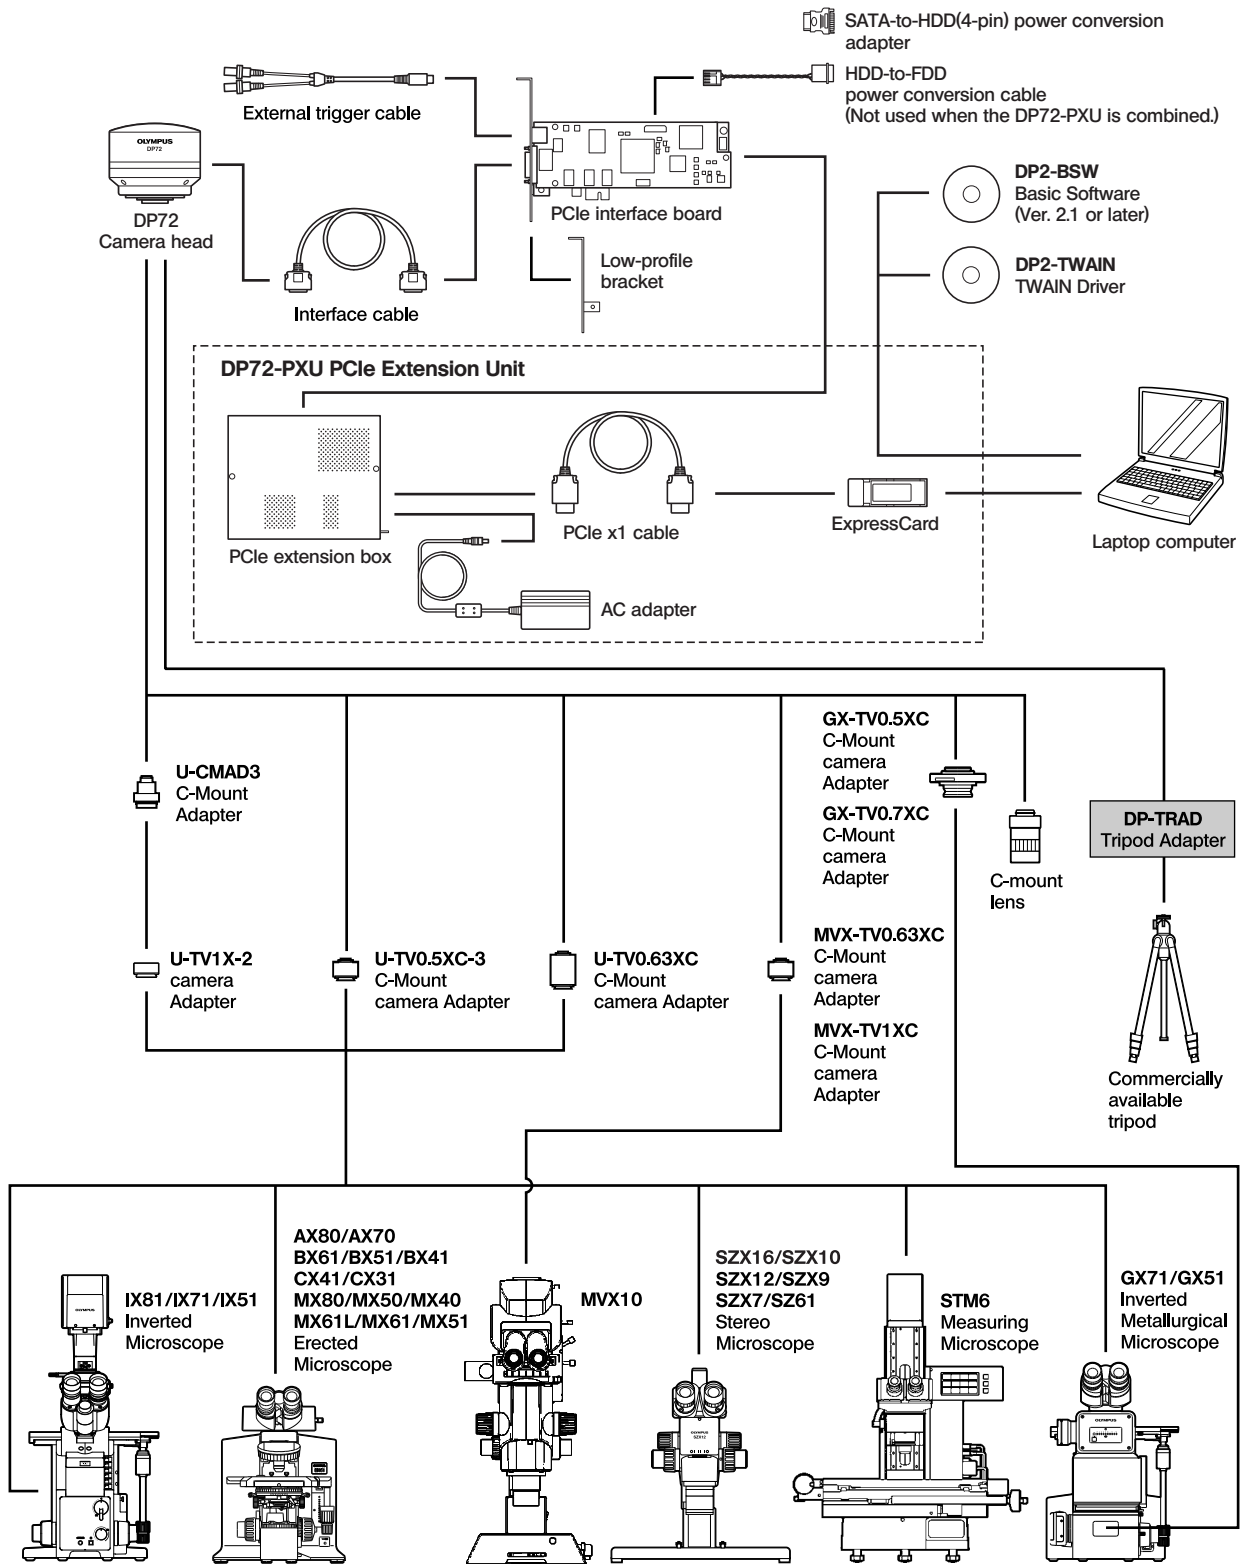 SATA-to-HDD(4-pin) power conversion
adapter
HDD-to-FDD
power conversion cable
(Not used when the DP72-PXU is combined.)
External trigger cable
OLYMPUS
DP72
DP72
Camera head
PCIe interface board
DP2-BSW
Basic Software
(Ver. 2.1 or later)
Low-profile
bracket
DP2-TWAIN
TWAIN Driver
Interface cable
DP72-PXU PCIe Extension Unit
PCIe extension box
PCIe x1 cable
ExpressCard
Laptop computer
AC adapter
U-CMAD3
C-Mount
Adapter
GX-TV0.5XC
C-Mount
camera
Adapter
GX-TV0.7XC
C-Mount
camera
Adapter
C-mount
lens
DP-TRAD
Tripod Adapter
U-TV1X-2
camera
Adapter
U-TV0.5XC-3
C-Mount
camera Adapter
U-TV0.63XC
C-Mount
camera Adapter
MVX-TV0.63XC
C-Mount
camera
Adapter
MVX-TV1XC
C-Mount
camera
Adapter
Commercially
available
tripod
IX81/IX71/IX51
Inverted
Microscope
AX80/AX70
BX61/BX51/BX41
CX41/CX31
MX80/MX50/MX40
MX61L/MX61/MX51
Erected
Microscope
MVX10
SZX16/SZX10
SZX12/SZX9
SZX7/SZ61
Stereo
Microscope
STM6
Measuring
Microscope
GX71/GX51
Inverted
Metallurgical
Microscope
OLYMPUS
OLYMPUS
SZX12
OLYMPUS